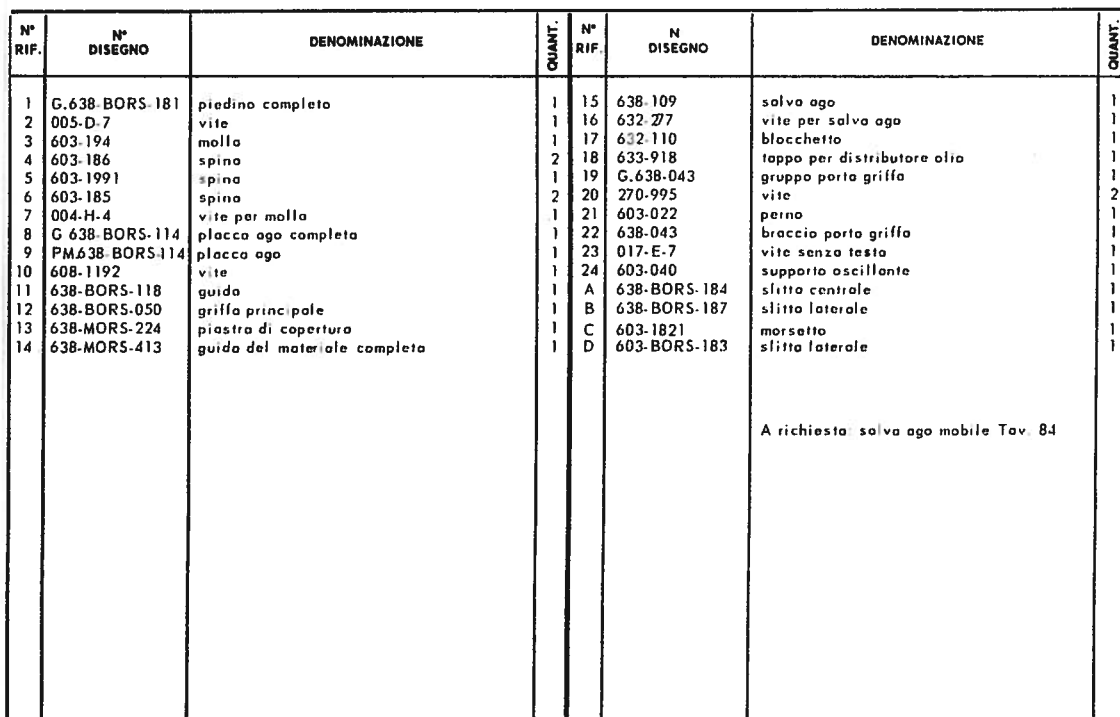 N° RIF. N° DISEGNO DENOMINAZIONE QUANT.
1 G.638-BORS-181 piedino completo 1
2 005-D-7 vite 1
3 603-194 molla 1
4 603-186 spina 2
5 603-1991 spina 1
6 603-185 spina 2
7 004-H-4 vite per molla 1
8 G 638-BORS-114 placca ago completa 1
9 PM.638-BORS-114 placca ago 1
10 608-1192 vite 1
11 638-BORS-118 guida 1
12 638-BORS-050 griffa principale 1
13 638-MORS-224 piastra di copertura 1
14 638-MORS-413 guida del materiale completa 1
N° RIF. N DISEGNO DENOMINAZIONE QUANT.
15 638-109 salva ago 1
16 632-277 vite per salva ago 1
17 632-110 blocchetto 1
18 633-918 tappo per distributore olio 1
19 G.638-043 gruppo porta griffa 1
20 270-995 vite 2
21 603-022 perno 1
22 638-043 braccio porta griffa 1
23 017-E-7 vite senza testa 1
24 603-040 supporto oscillante 1
A 638-BORS-184 slitta centrale 1
B 638-BORS-187 slitta laterale 1
C 603-1821 morsetto 1
D 603-BORS-183 slitta laterale 1
A richiesta: salva ago mobile Tav. 84